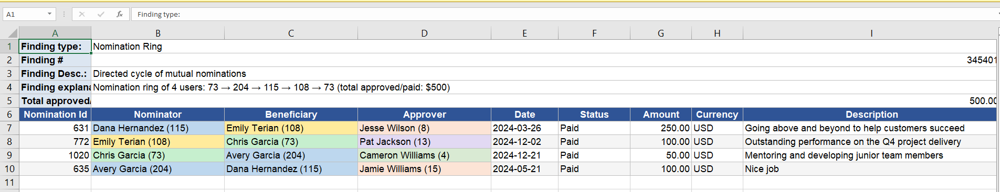 A1 fx Finding type:
A B C D E F G H I
1 Finding type: Nomination Ring
2 Finding # 345401
3 Finding Desc.: Directed cycle of mutual nominations
4 Finding explana Nomination ring of 4 users: 73 → 204 → 115 → 108 → 73 (total approved/paid: $500)
5 Total approved/ 500.00
6 Nomination Id Nominator Beneficiary Approver Date Status Amount Currency Description
7 631 Dana Hernandez (115) Emily Terian (108) Jesse Wilson (8) 2024-03-26 Paid 250.00 USD Going above and beyond to help customers succeed
8 772 Emily Terian (108) Chris Garcia (73) Pat Jackson (13) 2024-12-02 Paid 100.00 USD Outstanding performance on the Q4 project delivery
9 1020 Chris Garcia (73) Avery Garcia (204) Cameron Williams (4) 2024-12-21 Paid 50.00 USD Mentoring and developing junior team members
10 635 Avery Garcia (204) Dana Hernandez (115) Jamie Williams (15) 2024-05-21 Paid 100.00 USD Nice job
11